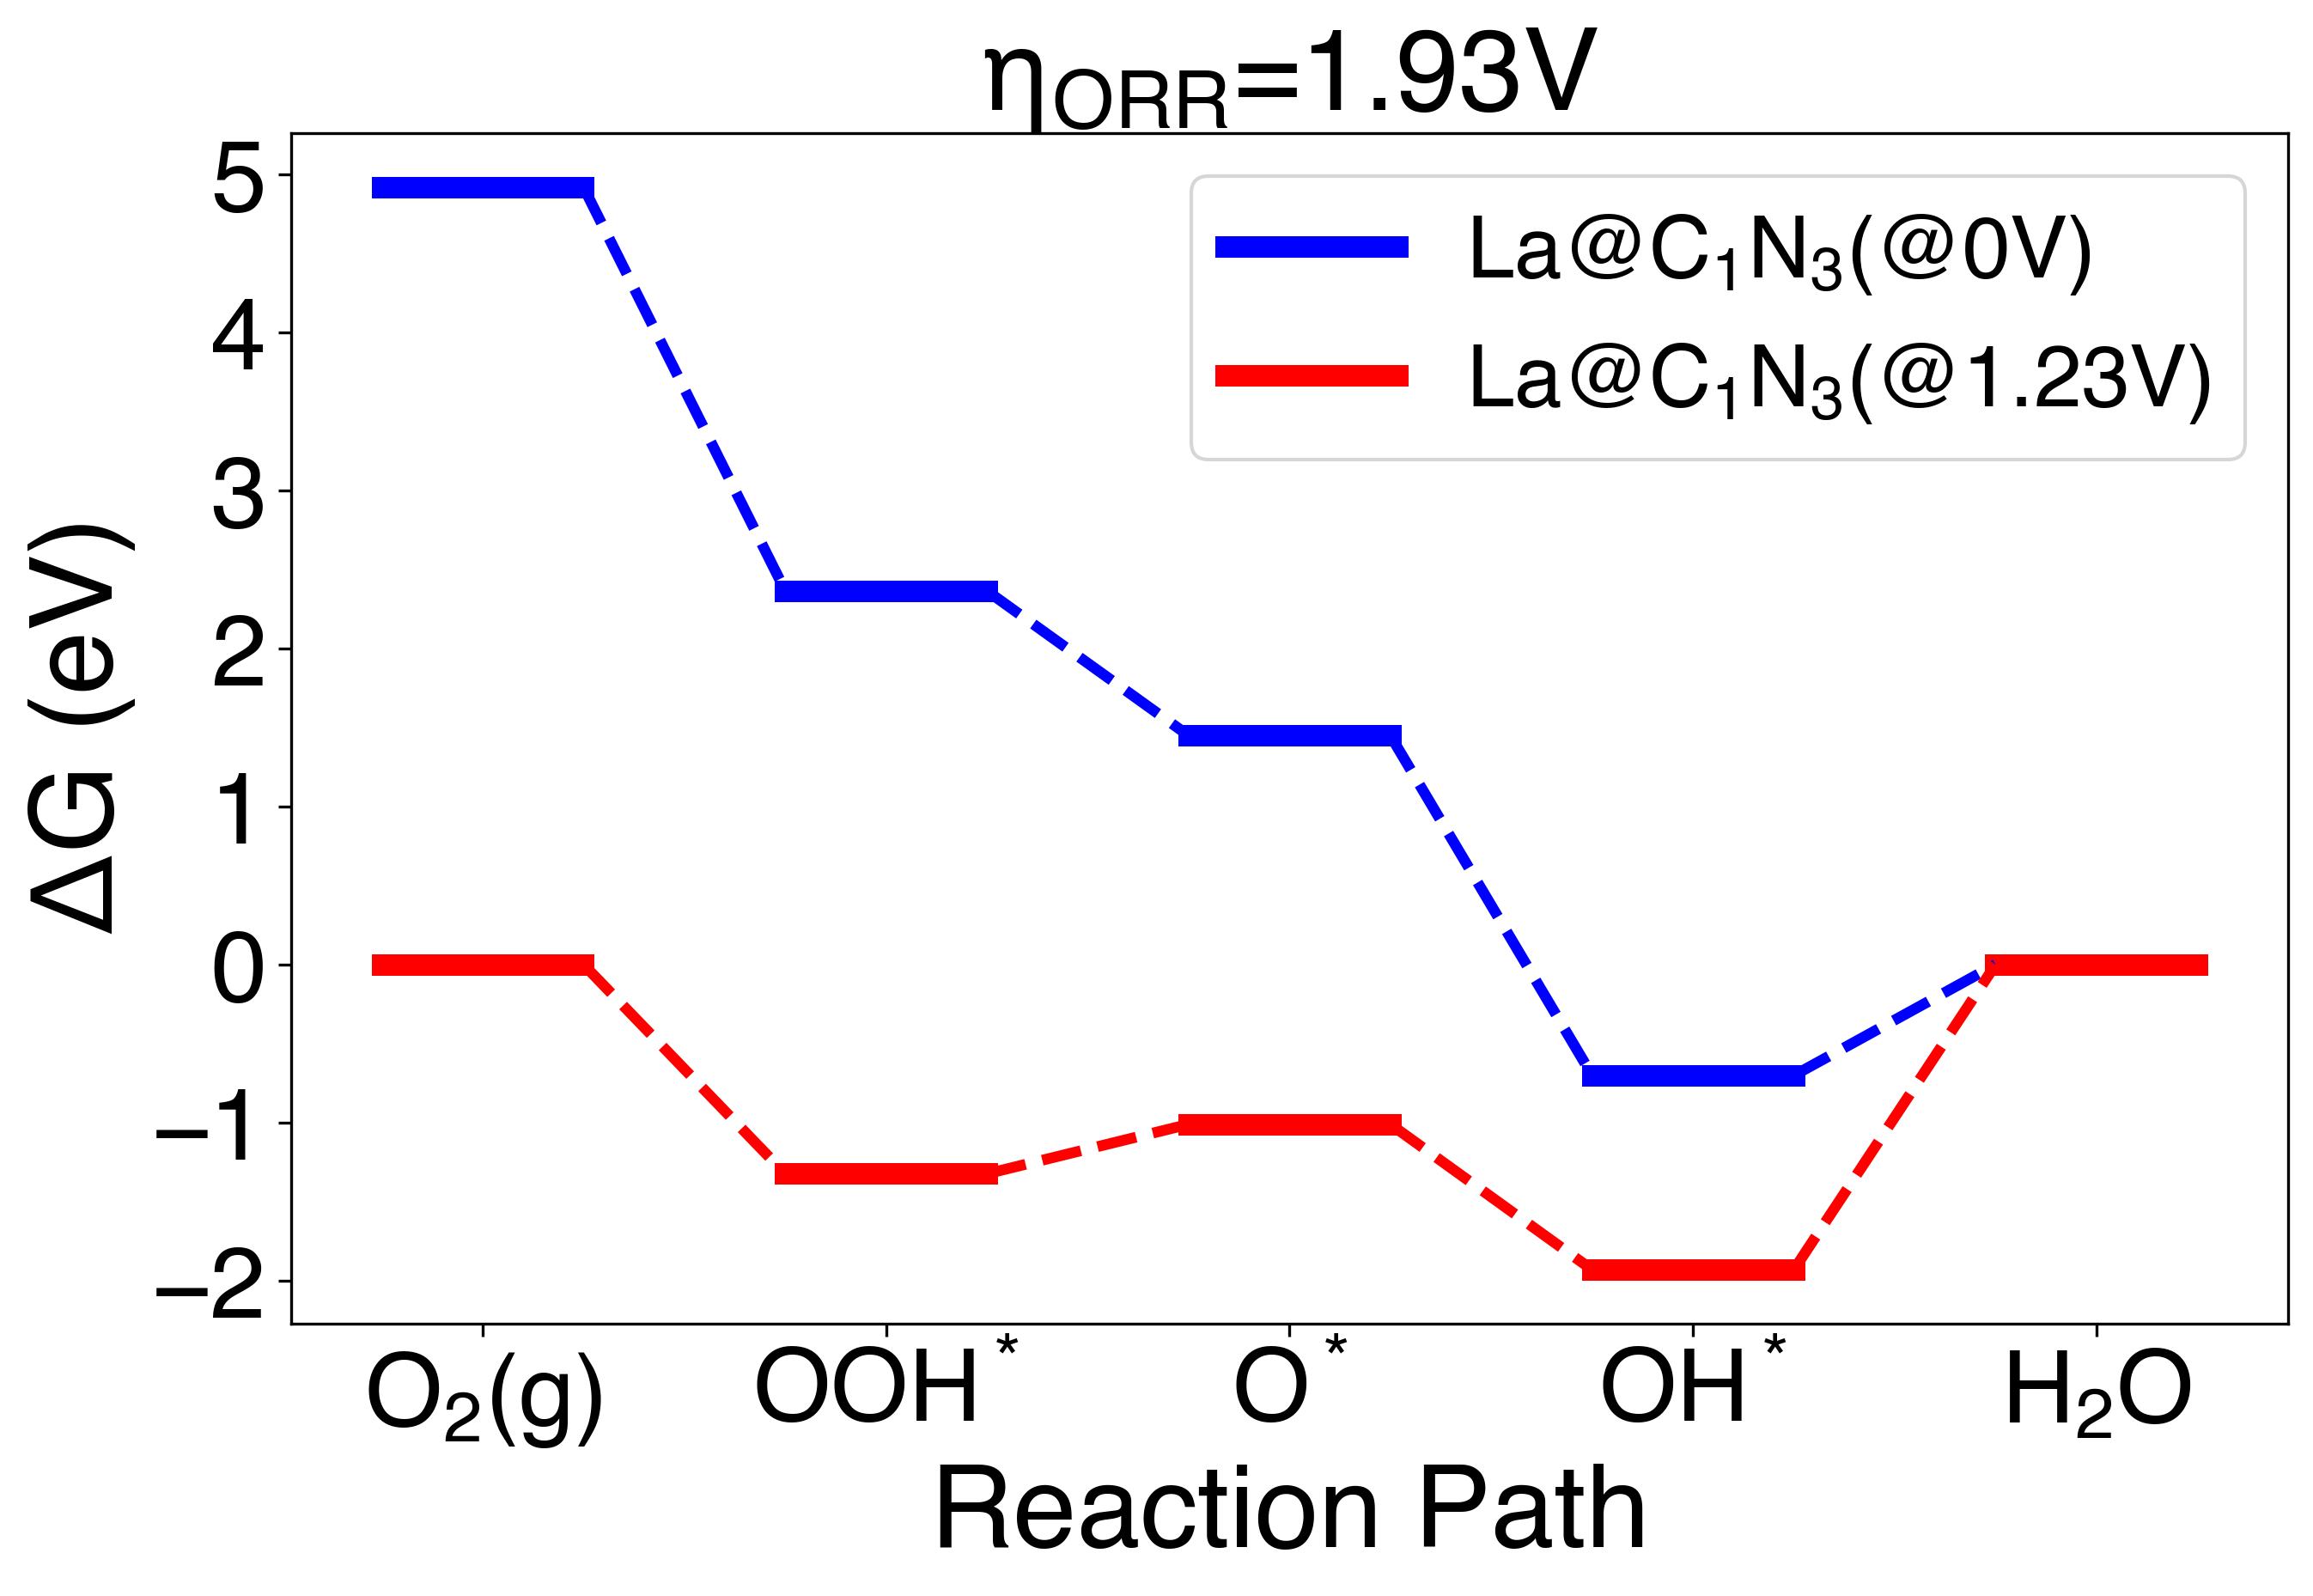 η_ORR=1.93V
La@C₁N₃(@0V)
La@C₁N₃(@1.23V)
ΔG (eV)
5
4
3
2
1
0
−1
−2
O₂(g) OOH* O* OH* H₂O
Reaction Path